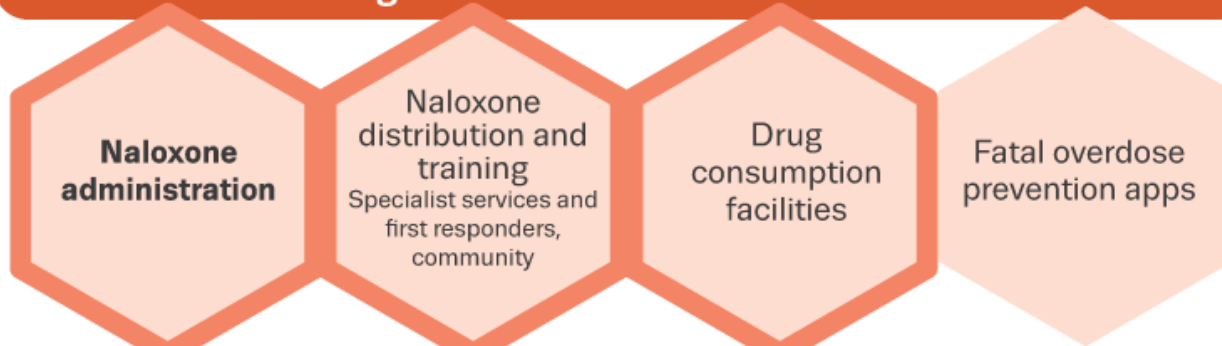 Naloxone
administration
Naloxone
distribution and
training
Specialist services and
first responders,
community
Drug
consumption
facilities
Fatal overdose
prevention apps